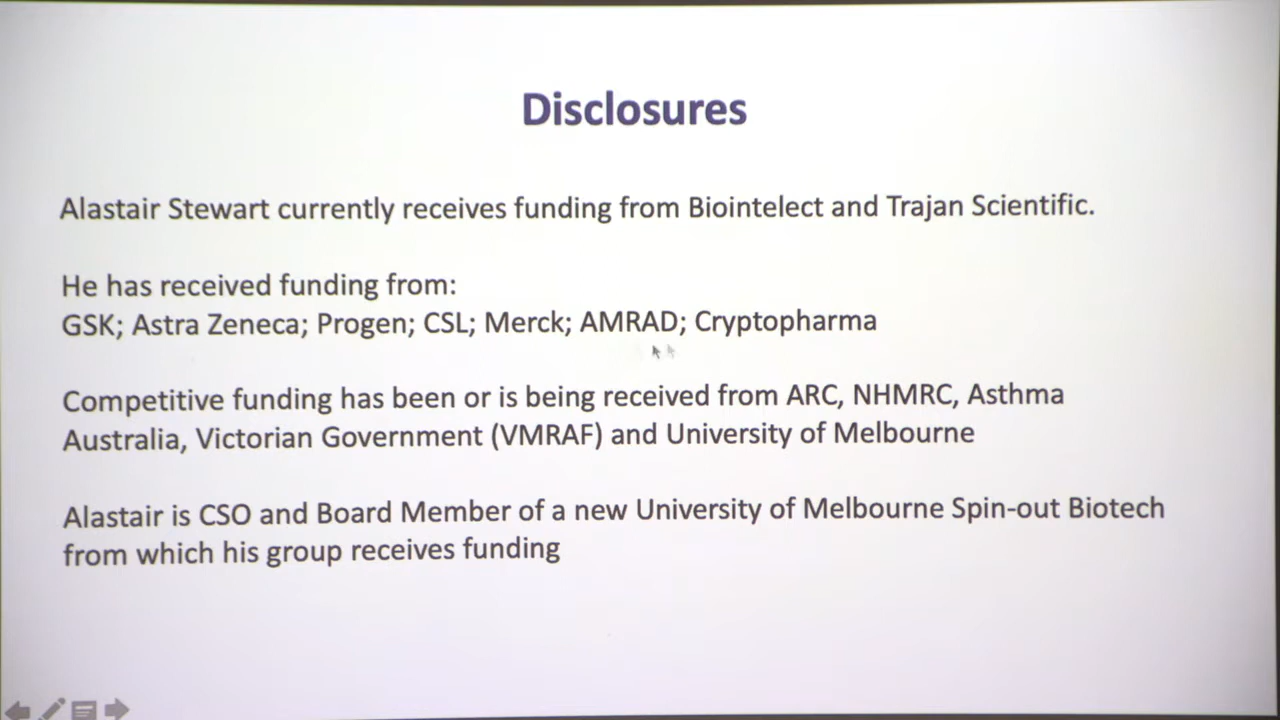 Disclosures
Alastair Stewart currently receives funding from Biointelect and Trajan Scientific.
He has received funding from:
GSK; Astra Zeneca; Progen; CSL; Merck; AMRAD; Cryptopharma
Competitive funding has been or is being received from ARC, NHMRC, Asthma
Australia, Victorian Government (VMRAF) and University of Melbourne
Alastair is CSO and Board Member of a new University of Melbourne Spin-out Biotech
from which his group receives funding